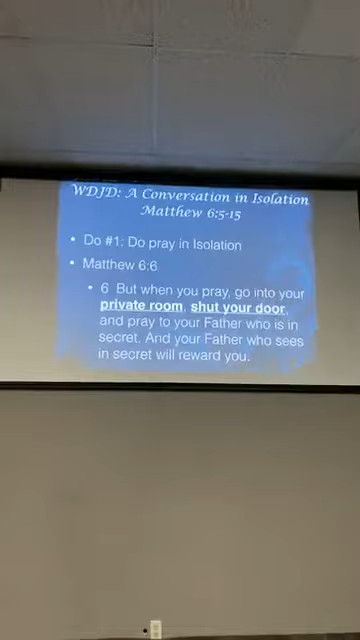 WDJD: A Conversation in Isolation
Matthew 6:5-15
• Do #1: Do pray in Isolation
• Matthew 6:6
• 6 But when you pray, go into your
private room, shut your door,
and pray to your Father who is in
secret. And your Father who sees
in secret will reward you.